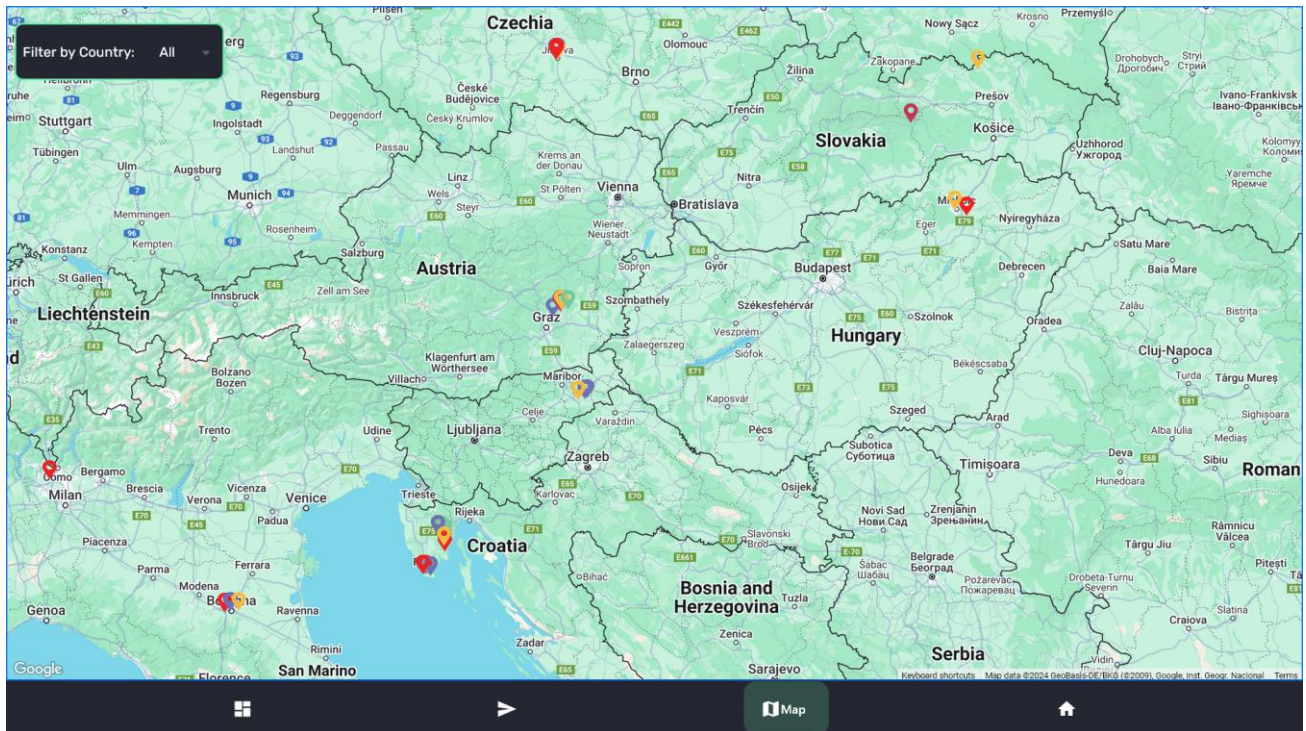 Filter by Country: All
Czechia
Olomouc
Brno
České
Budějovice
Český Krumlov
Nowy Sącz
Krosno
Przemyśl
Zakopane
Žilina
Trenčín
Prešov
Košice
Slovakia
Nitra
Drohobych
Дрогобич
Stryi
Стрий
Ivano-Frankivsk
Uzhhorod
Ужгород
Yaremche
Яремче
Regensburg
Deggendorf
Ingolstadt
Stuttgart
Tübingen
Ulm
Augsburg
Landshut
Passau
Munich
Memmingen
Rosenheim
Kempten
Konstanz
St Gallen
Salzburg
Linz
Wels
Steyr
Krems an
der Donau
St Pölten
Vienna
Wiener
Neustadt
Bratislava
Sopron
Győr
Budapest
Eger
Nyíregyháza
Debrecen
Satu Mare
Baia Mare
Austria
Innsbruck
Zell am See
Liechtenstein
Graz
Szombathely
Székesfehérvár
Veszprém
Siófok
Zalaegerszeg
Szolnok
Hungary
Oradea
Zalău
Bistrița
Cluj-Napoca
Békéscsaba
Turda
Târgu Mureș
Klagenfurt am
Wörthersee
Villach
Maribor
Bolzano
Bozen
Trento
Udine
Celje
Ljubljana
Varaždin
Kaposvár
Pécs
Szeged
Arad
Sighișoara
Alba Iulia
Mediaș
Deva
Sibiu
Hunedoara
Roman
Zagreb
Karlovac
Subotica
Суботица
Timișoara
Osijek
Bergamo
Milan
Brescia
Verona
Vicenza
Padua
Venice
Trieste
Rijeka
Croatia
Piacenza
Parma
Modena
Ferrara
Ravenna
Genoa
Rimini
San Marino
Florence
Zadar
Bihać
Slavonski
Brod
Novi Sad
Нови Сад
Zrenjanin
Зрењанин
Belgrade
Београд
Šabac
Шабац
Požarevac
Пожаревац
Bosnia and
Herzegovina
Tuzla
Zenica
Sarajevo
Serbia
Râmnicu
Vâlcea
Târgu Jiu
Pitești
Drobeta-Turnu
Severin
Slatina
Craiova
Vidin
Google
Keyboard shortcuts Map data ©2024 GeoBasis-DE/BKG (©2009), Google, Inst. Geogr. Nacional Terms
Map